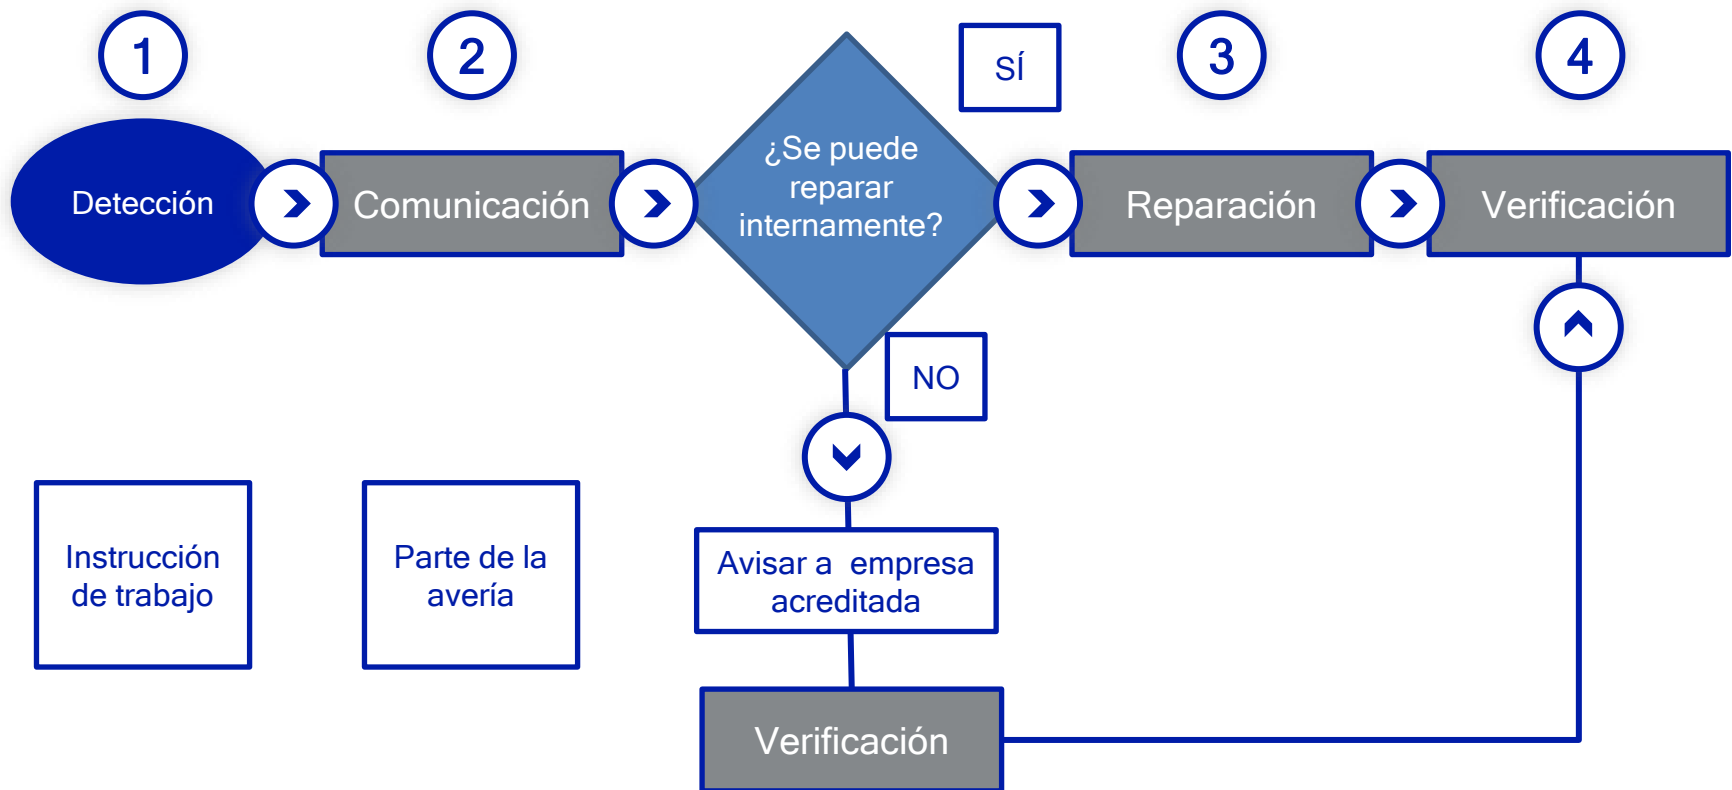 1
2
SÍ
3
4
Detección
Comunicación
¿Se puede
reparar
internamente?
Reparación
Verificación
NO
Instrucción
de trabajo
Parte de la
avería
Avisar a empresa
acreditada
Verificación